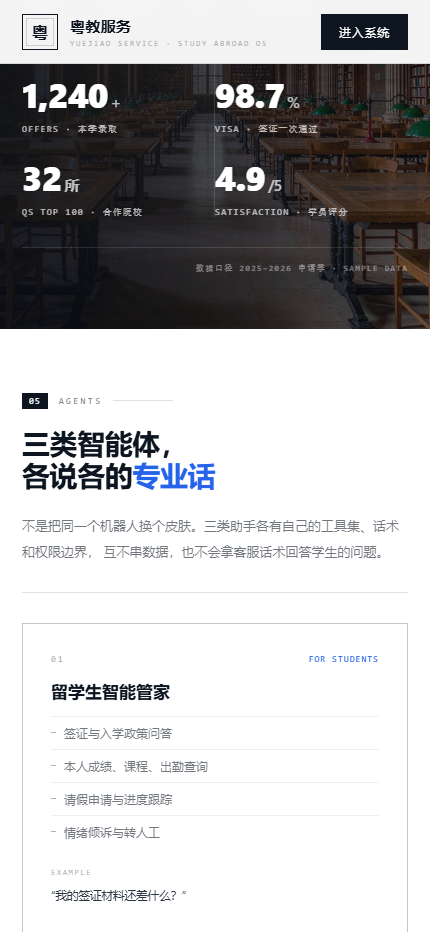 粤
粤教服务
YUEJIAO SERVICE · STUDY ABROAD OS
进入系统
1,240 +
98.7%
OFFERS · 本季录取
VISA · 签证一次通过
32 所
4.9 /5
QS TOP 100 · 合作院校
SATISFACTION · 学员评分
数据口径 2025–2026 申请季 · SAMPLE DATA
05 AGENTS
三类智能体，
各说各的专业话
不是把同一个机器人换个皮肤。三类助手各有自己的工具集、话术
和权限边界， 互不串数据，也不会拿客服话术回答学生的问题。
01
FOR STUDENTS
留学生智能管家
– 签证与入学政策问答
– 本人成绩、课程、出勤查询
– 请假申请与进度跟踪
– 情绪倾诉与转人工
EXAMPLE
“我的签证材料还差什么？”